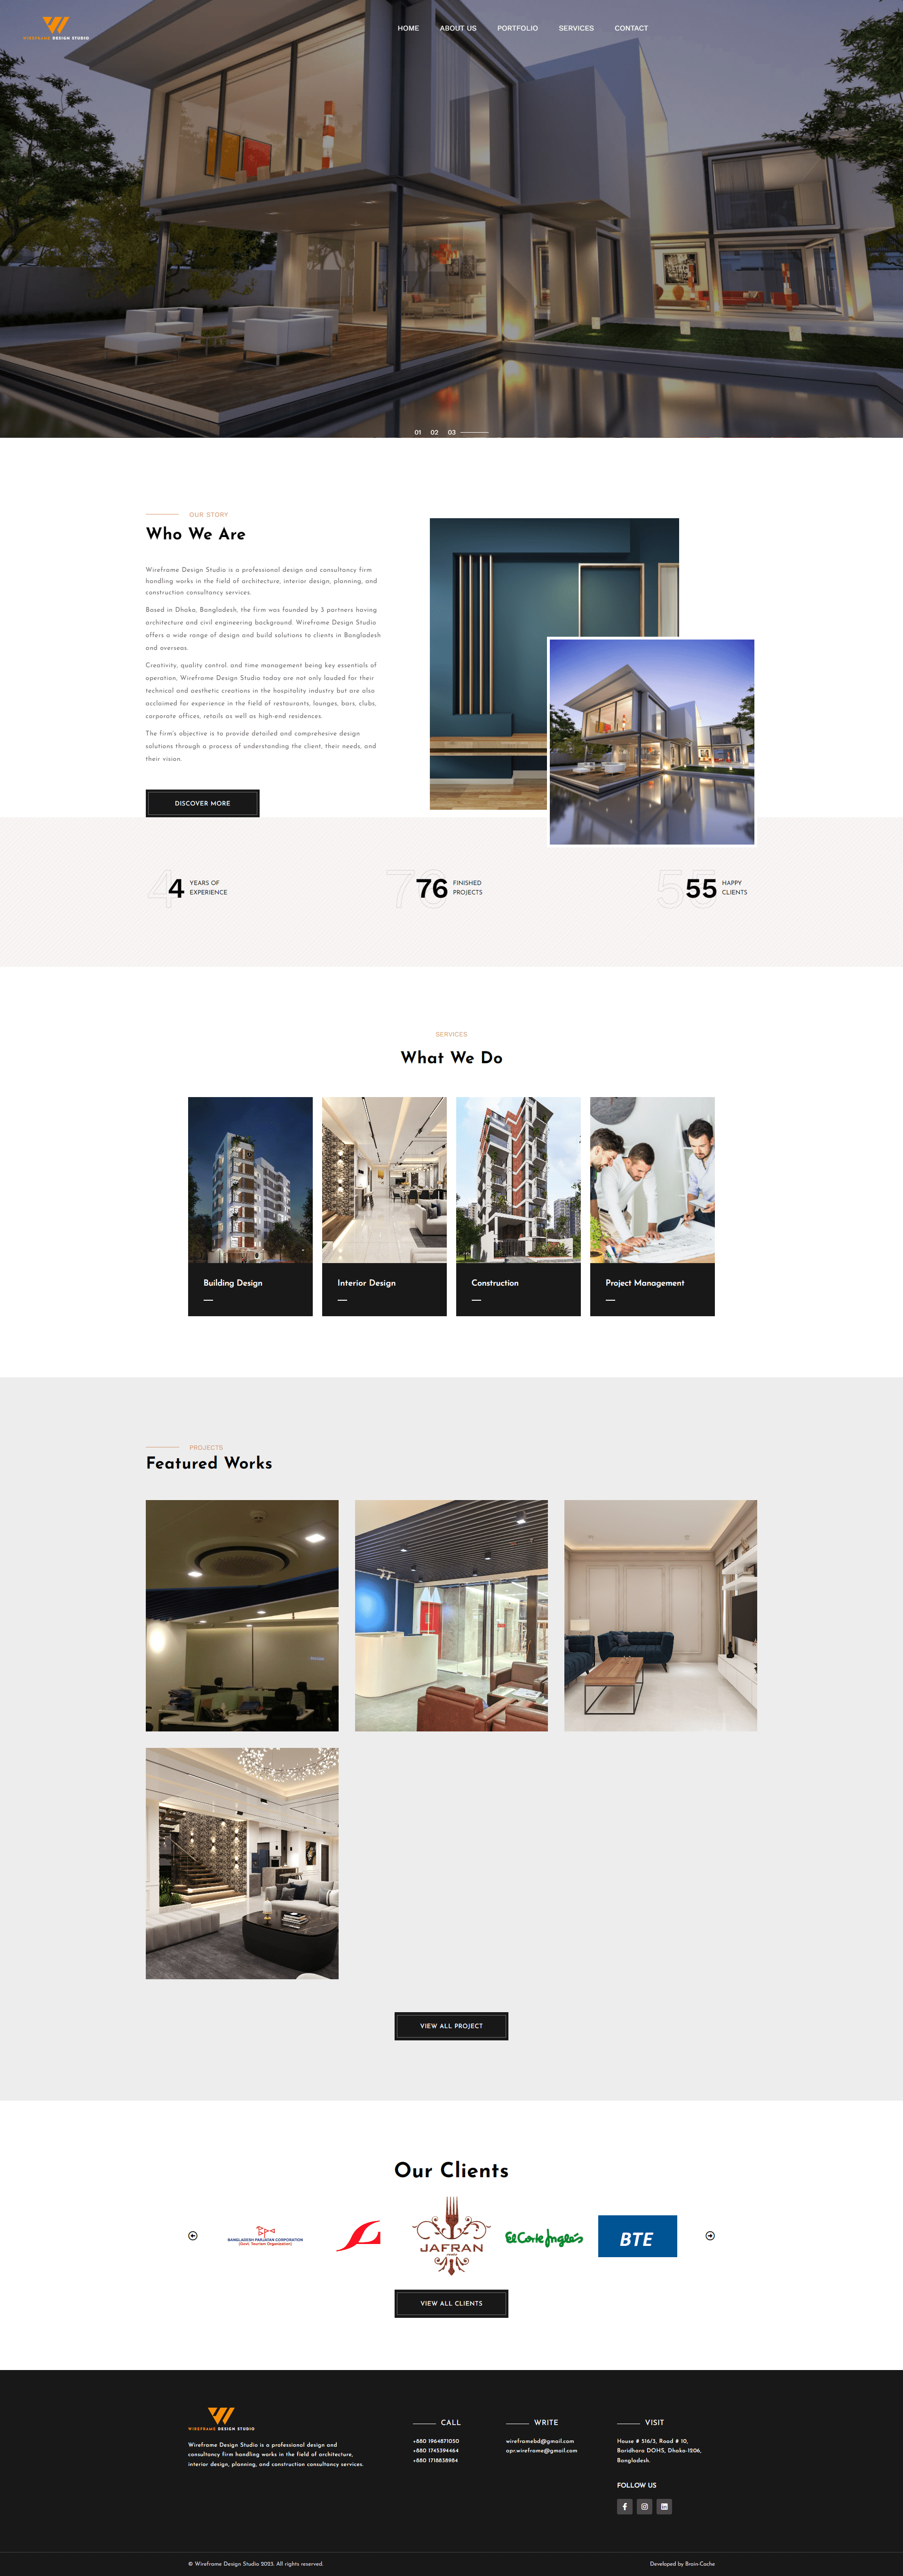 WIREFRAME DESIGN STUDIO
HOME ABOUT US PORTFOLIO SERVICES CONTACT
01 02 03
OUR STORY
Who We Are
Wireframe Design Studio is a professional design and consultancy firm
handling works in the field of architecture, interior design, planning, and
construction consultancy services.
Based in Dhaka, Bangladesh, the firm was founded by 3 partners having
architecture and civil engineering background. Wireframe Design Studio
offers a wide range of design and build solutions to clients in Bangladesh
and overseas.
Creativity, quality control, and time management being key essentials of
operation, Wireframe Design Studio today are not only lauded for their
technical and aesthetic creations in the hospitality industry but are also
acclaimed for experience in the field of restaurants, lounges, bars, clubs,
corporate offices, retails as well as high-end residences.
The firm's objective is to provide detailed and comprehesive design
solutions through a process of understanding the client, their needs, and
their vision.
DISCOVER MORE
4 4 YEARS OF
EXPERIENCE
76 76 FINISHED
PROJECTS
55 55 HAPPY
CLIENTS
SERVICES
What We Do
Building Design
Interior Design
Construction
Project Management
PROJECTS
Featured Works
VIEW ALL PROJECT
Our Clients
BANGLADESH PARJATAN CORPORATION
(Govt. Tourism Organization)
JAFRAN
El Corte Inglés
BTE
VIEW ALL CLIENTS
WIREFRAME DESIGN STUDIO
Wireframe Design Studio is a professional design and
consultancy firm handling works in the field of architecture,
interior design, planning, and construction consultancy services.
CALL
+880 1964871050
+880 1745394464
+880 1718838984
WRITE
wireframebd@gmail.com
apr.wireframe@gmail.com
VISIT
House # 516/3, Road # 10,
Baridhara DOHS, Dhaka-1206,
Bangladesh.
FOLLOW US
© Wireframe Design Studio 2023. All rights reserved.
Developed by Brain-Cache